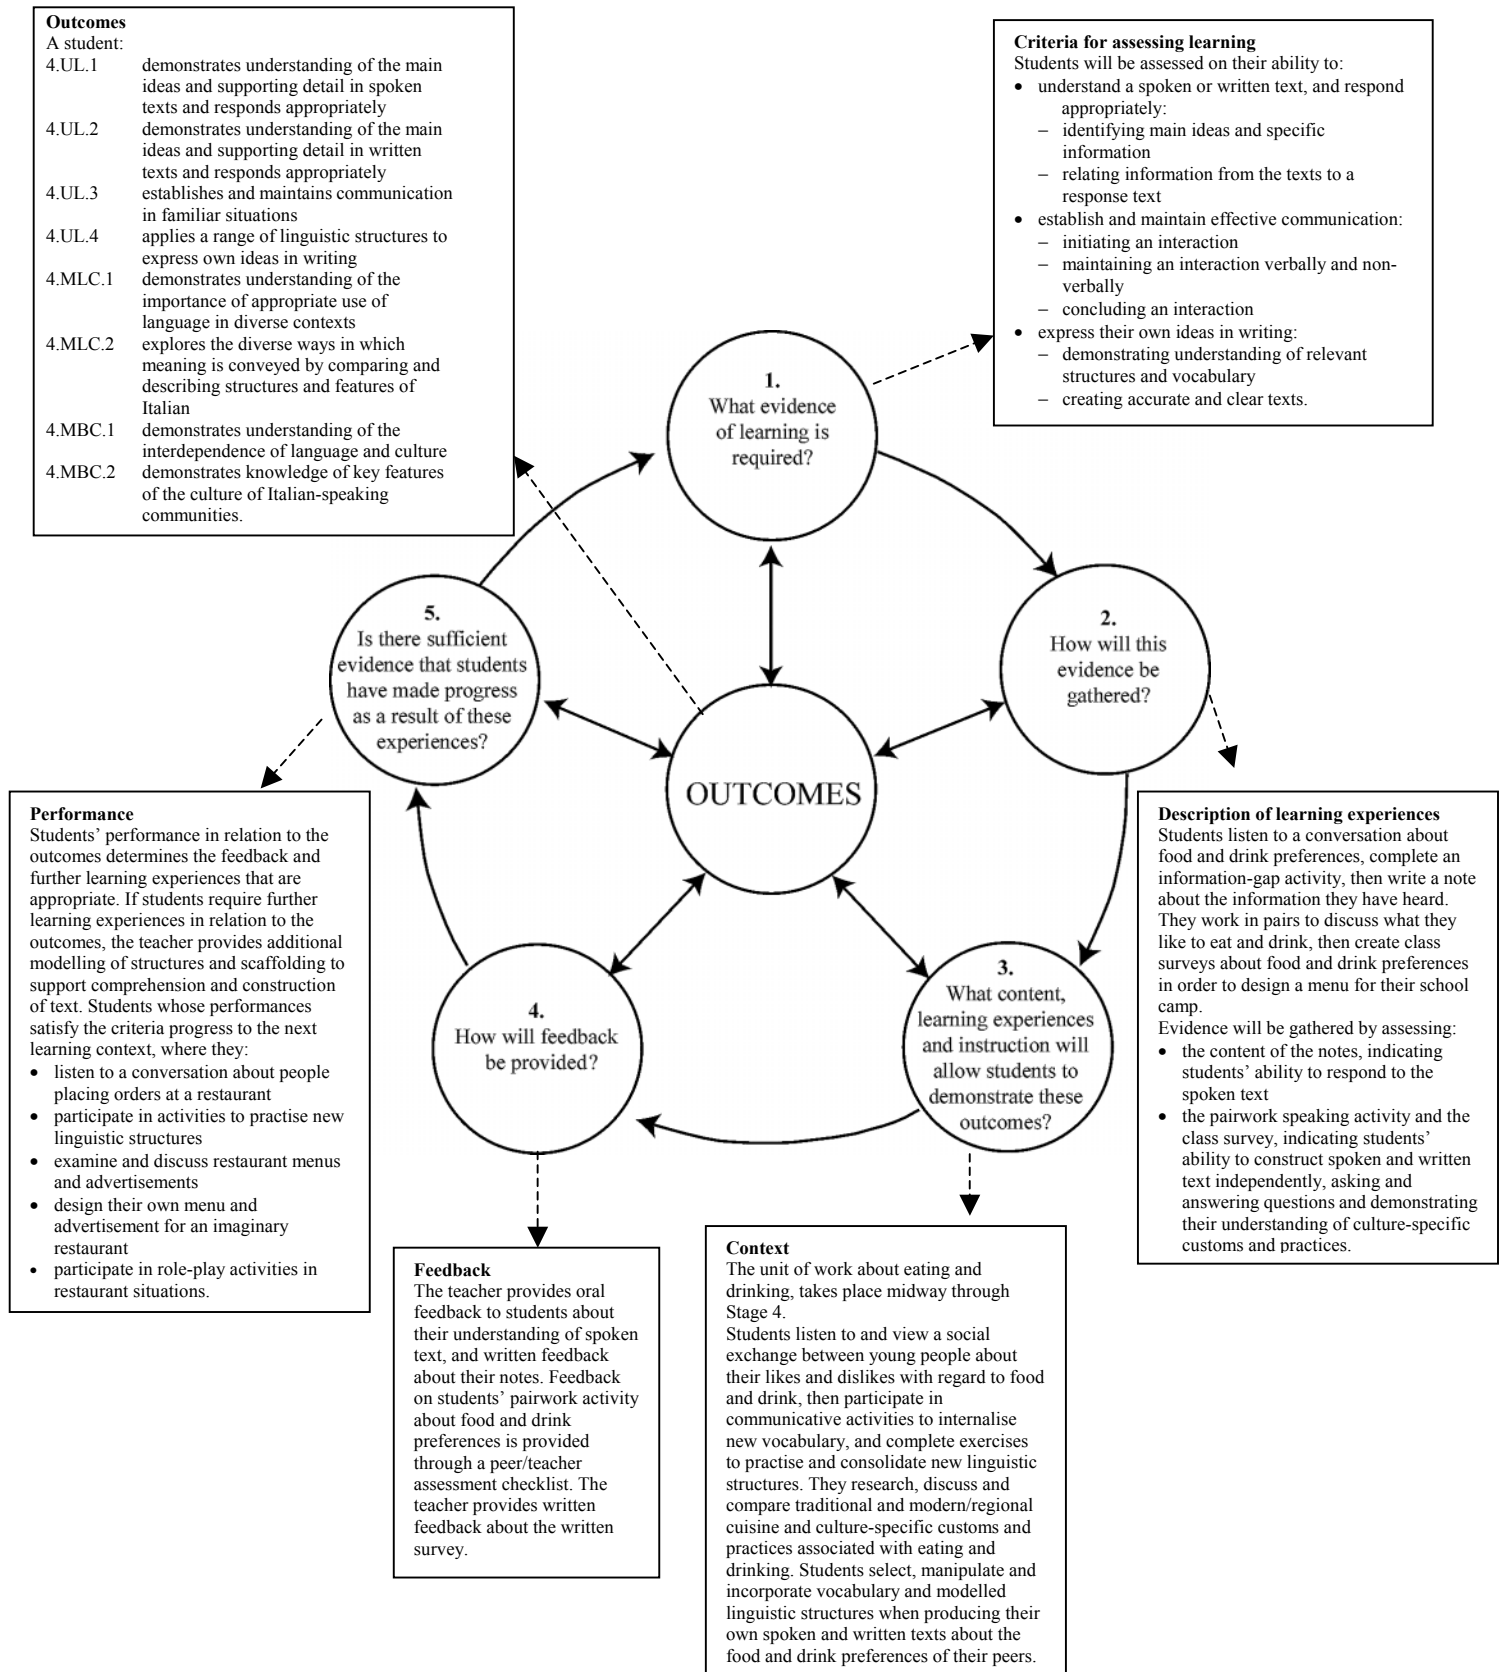 Outcomes
A student:
4.UL.1 demonstrates understanding of the main
ideas and supporting detail in spoken
texts and responds appropriately
4.UL.2 demonstrates understanding of the main
ideas and supporting detail in written
texts and responds appropriately
4.UL.3 establishes and maintains communication
in familiar situations
4.UL.4 applies a range of linguistic structures to
express own ideas in writing
4.MLC.1 demonstrates understanding of the
importance of appropriate use of
language in diverse contexts
4.MLC.2 explores the diverse ways in which
meaning is conveyed by comparing and
describing structures and features of
Italian
4.MBC.1 demonstrates understanding of the
interdependence of language and culture
4.MBC.2 demonstrates knowledge of key features
of the culture of Italian-speaking
communities.
Criteria for assessing learning
Students will be assessed on their ability to:
• understand a spoken or written text, and respond
appropriately:
– identifying main ideas and specific
information
– relating information from the texts to a
response text
• establish and maintain effective communication:
– initiating an interaction
– maintaining an interaction verbally and non-
verbally
– concluding an interaction
• express their own ideas in writing:
– demonstrating understanding of relevant
structures and vocabulary
– creating accurate and clear texts.
1.
What evidence
of learning is
required?
2.
How will this
evidence be
gathered?
5.
Is there sufficient
evidence that students
have made progress
as a result of these
experiences?
OUTCOMES
3.
What content,
learning experiences
and instruction will
allow students to
demonstrate these
outcomes?
4.
How will feedback
be provided?
Performance
Students’ performance in relation to the
outcomes determines the feedback and
further learning experiences that are
appropriate. If students require further
learning experiences in relation to the
outcomes, the teacher provides additional
modelling of structures and scaffolding to
support comprehension and construction
of text. Students whose performances
satisfy the criteria progress to the next
learning context, where they:
• listen to a conversation about people
placing orders at a restaurant
• participate in activities to practise new
linguistic structures
• examine and discuss restaurant menus
and advertisements
• design their own menu and
advertisement for an imaginary
restaurant
• participate in role-play activities in
restaurant situations.
Description of learning experiences
Students listen to a conversation about
food and drink preferences, complete an
information-gap activity, then write a note
about the information they have heard.
They work in pairs to discuss what they
like to eat and drink, then create class
surveys about food and drink preferences
in order to design a menu for their school
camp.
Evidence will be gathered by assessing:
• the content of the notes, indicating
students’ ability to respond to the
spoken text
• the pairwork speaking activity and the
class survey, indicating students’
ability to construct spoken and written
text independently, asking and
answering questions and demonstrating
their understanding of culture-specific
customs and practices.
Feedback
The teacher provides oral
feedback to students about
their understanding of spoken
text, and written feedback
about their notes. Feedback
on students’ pairwork activity
about food and drink
preferences is provided
through a peer/teacher
assessment checklist. The
teacher provides written
feedback about the written
survey.
Context
The unit of work about eating and
drinking, takes place midway through
Stage 4.
Students listen to and view a social
exchange between young people about
their likes and dislikes with regard to food
and drink, then participate in
communicative activities to internalise
new vocabulary, and complete exercises
to practise and consolidate new linguistic
structures. They research, discuss and
compare traditional and modern/regional
cuisine and culture-specific customs and
practices associated with eating and
drinking. Students select, manipulate and
incorporate vocabulary and modelled
linguistic structures when producing their
own spoken and written texts about the
food and drink preferences of their peers.